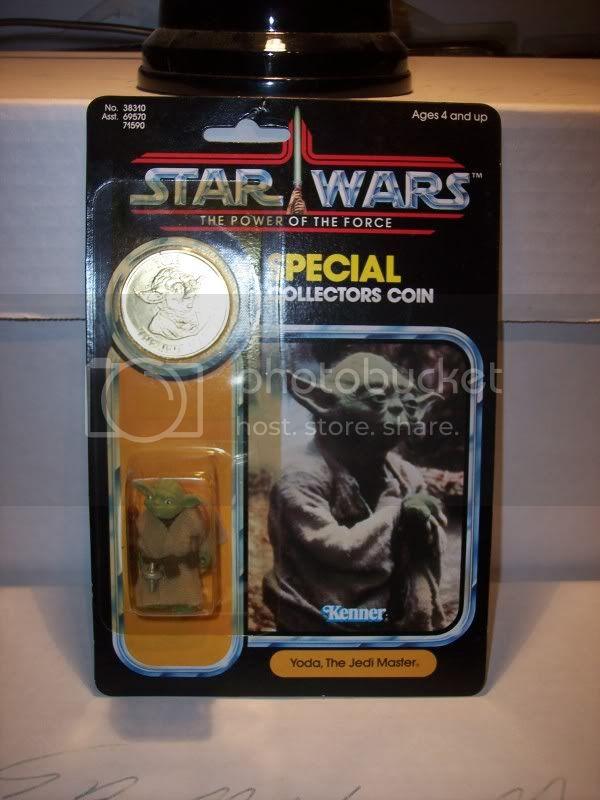 No. 38310
Asst. 69570
71590
Ages 4 and up
STAR WARS™
THE POWER OF THE FORCE
SPECIAL
COLLECTORS COIN
photobucket
host. store. share.
Kenner
Yoda, The Jedi Master®